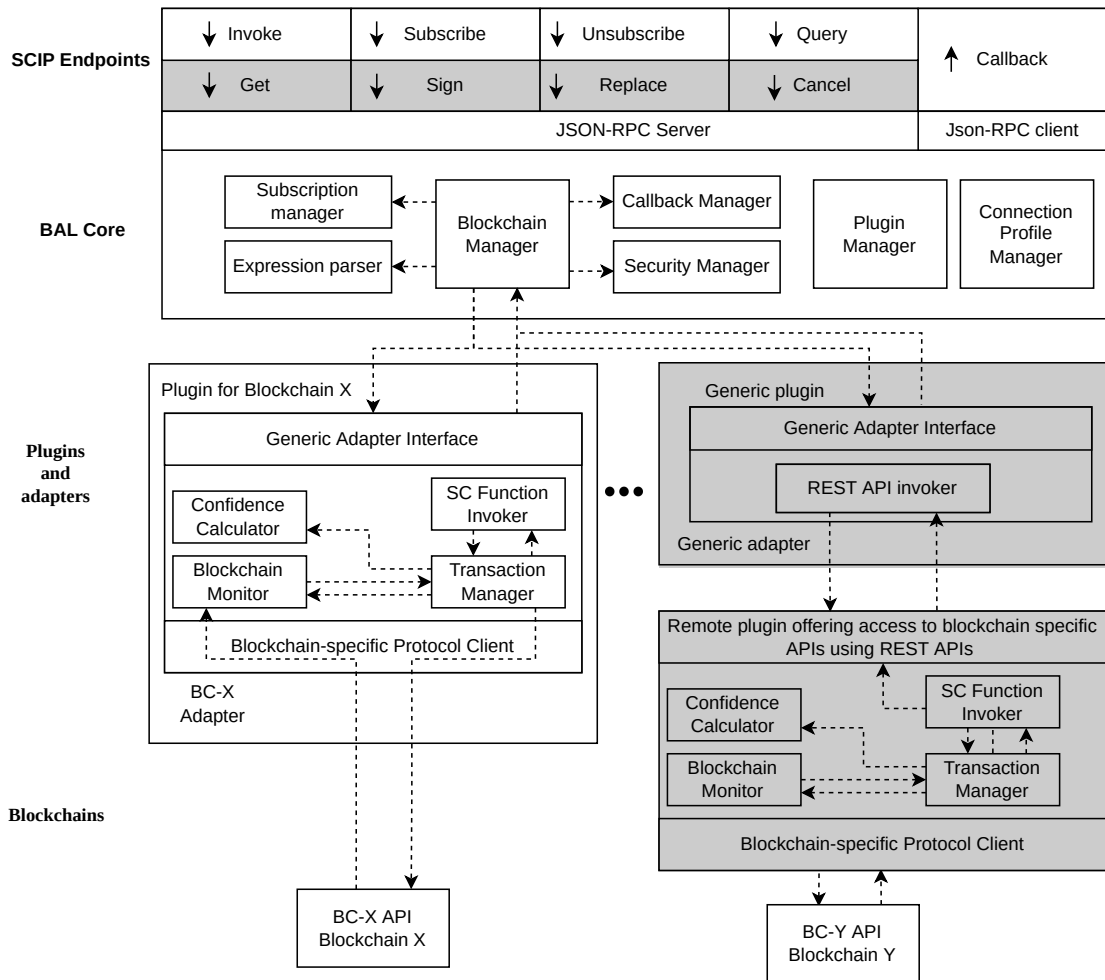 SCIP Endpoints
Invoke
Subscribe
Unsubscribe
Query
Callback
Get
Sign
Replace
Cancel
JSON-RPC Server
Json-RPC client
BAL Core
Subscription
manager
Expression parser
Blockchain
Manager
Callback Manager
Security Manager
Plugin
Manager
Connection
Profile
Manager
Plugins
and
adapters
Plugin for Blockchain X
Generic Adapter Interface
Confidence
Calculator
SC Function
Invoker
Blockchain
Monitor
Transaction
Manager
Blockchain-specific Protocol Client
BC-X
Adapter
Generic plugin
Generic Adapter Interface
REST API invoker
Generic adapter
Remote plugin offering access to blockchain specific
APIs using REST APIs
Confidence
Calculator
SC Function
Invoker
Blockchain
Monitor
Transaction
Manager
Blockchain-specific Protocol Client
Blockchains
BC-X API
Blockchain X
BC-Y API
Blockchain Y